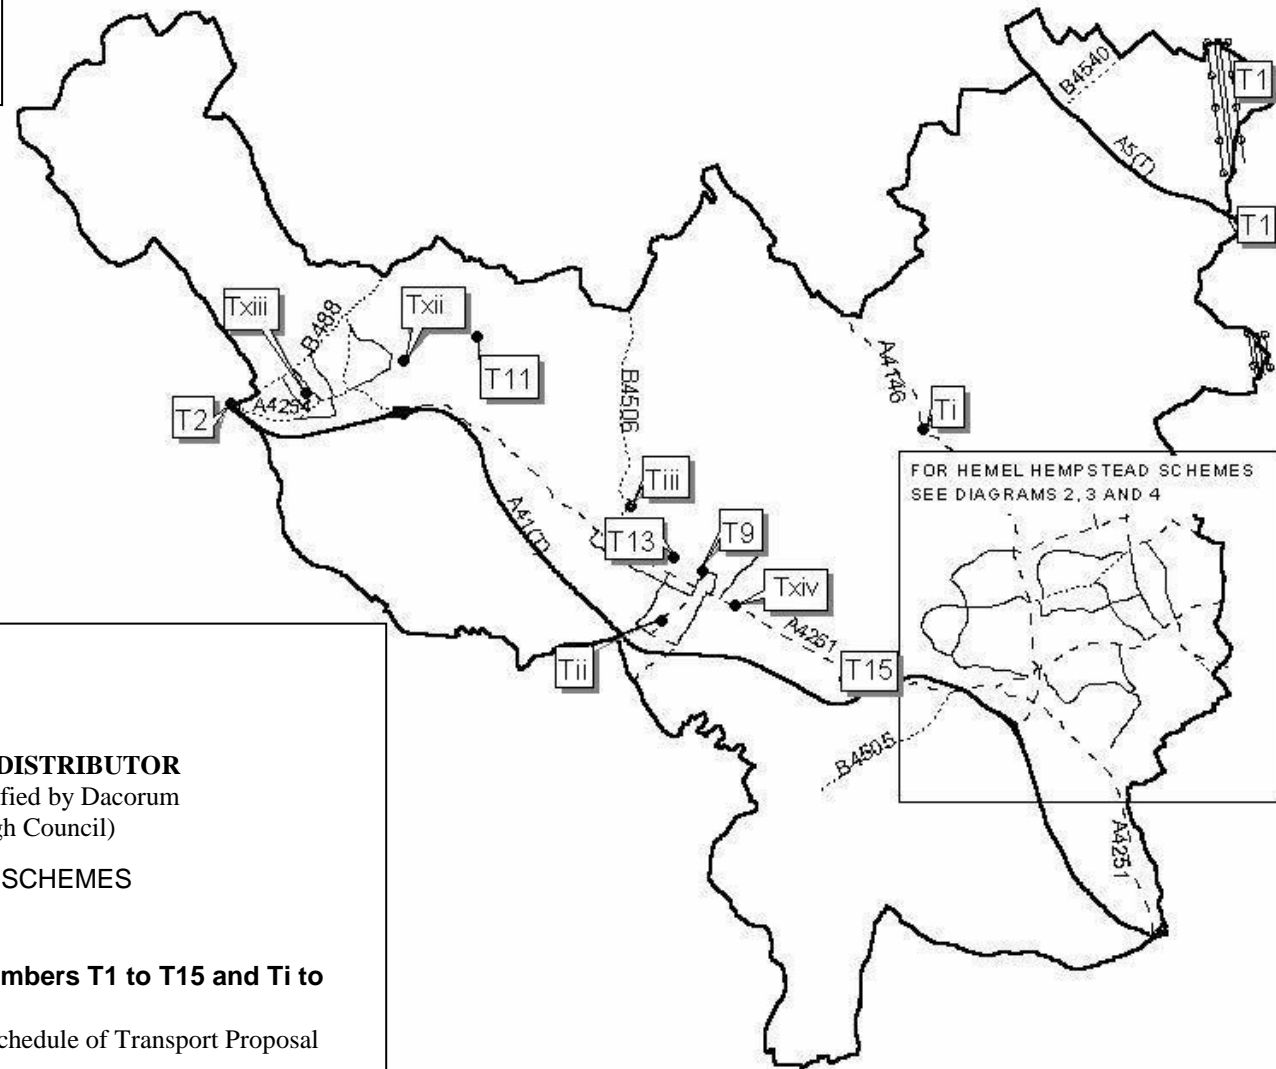 B4540
T1
A5(T)
T1
Txiii
B488
Txii
T11
A4146
B4506
T2
A4251
Ti
FOR HEMEL HEMPSTEAD SCHEMES
SEE DIAGRAMS 2, 3 AND 4
Tiii
A41(T)
T13
T9
Txiv
A4251
Tii
T15
B4505
A4251
DISTRIBUTOR
fied by Dacorum
gh Council)
SCHEMES
mbers T1 to T15 and Ti to
chedule of Transport Proposal